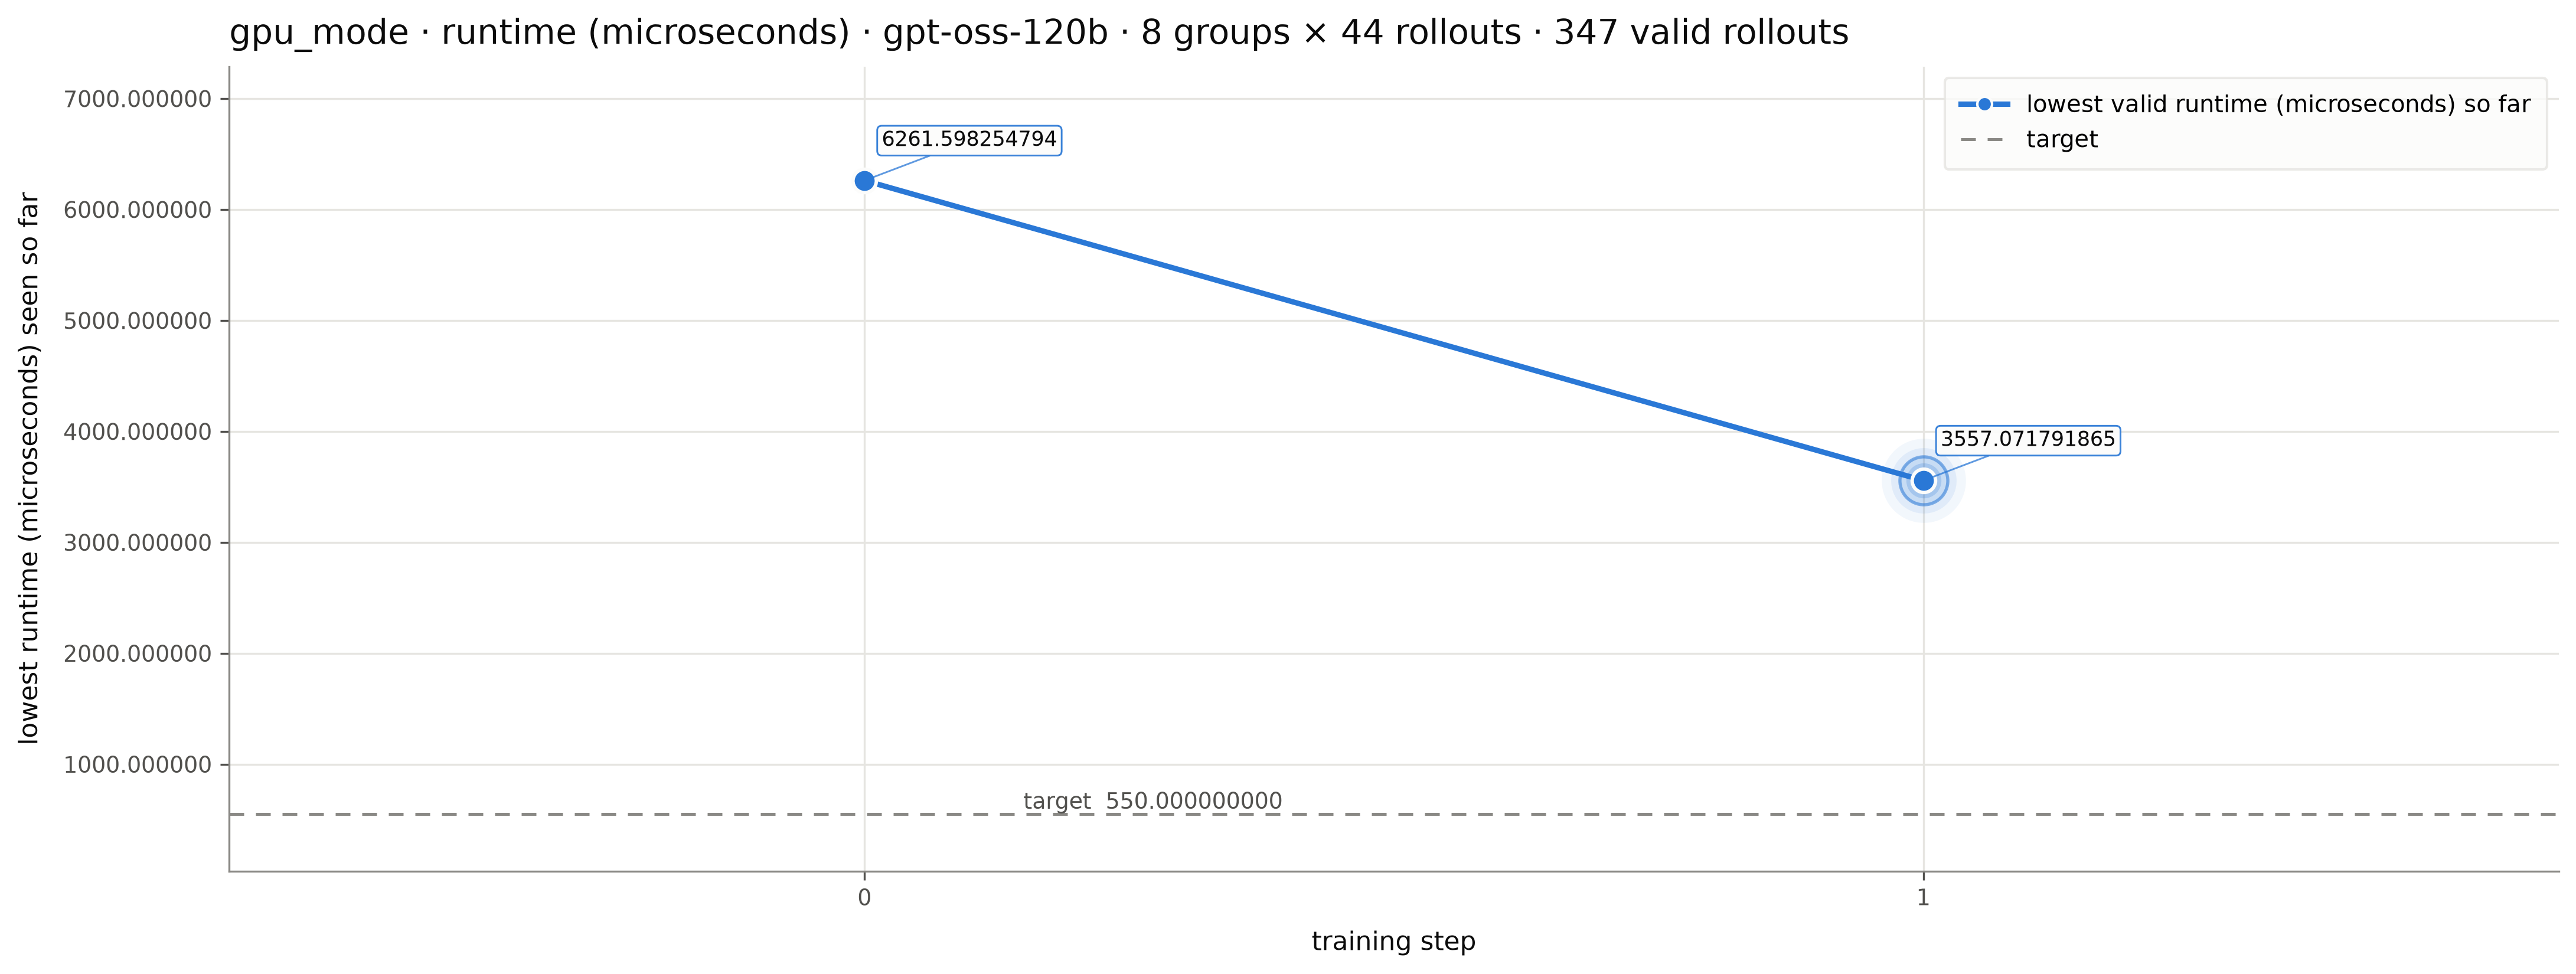 gpu_mode · runtime (microseconds) · gpt-oss-120b · 8 groups × 44 rollouts · 347 valid rollouts
lowest valid runtime (microseconds) so far
target
lowest runtime (microseconds) seen so far
7000.000000
6000.000000
5000.000000
4000.000000
3000.000000
2000.000000
1000.000000
6261.598254794
3557.071791865
target 550.000000000
0
1
training step